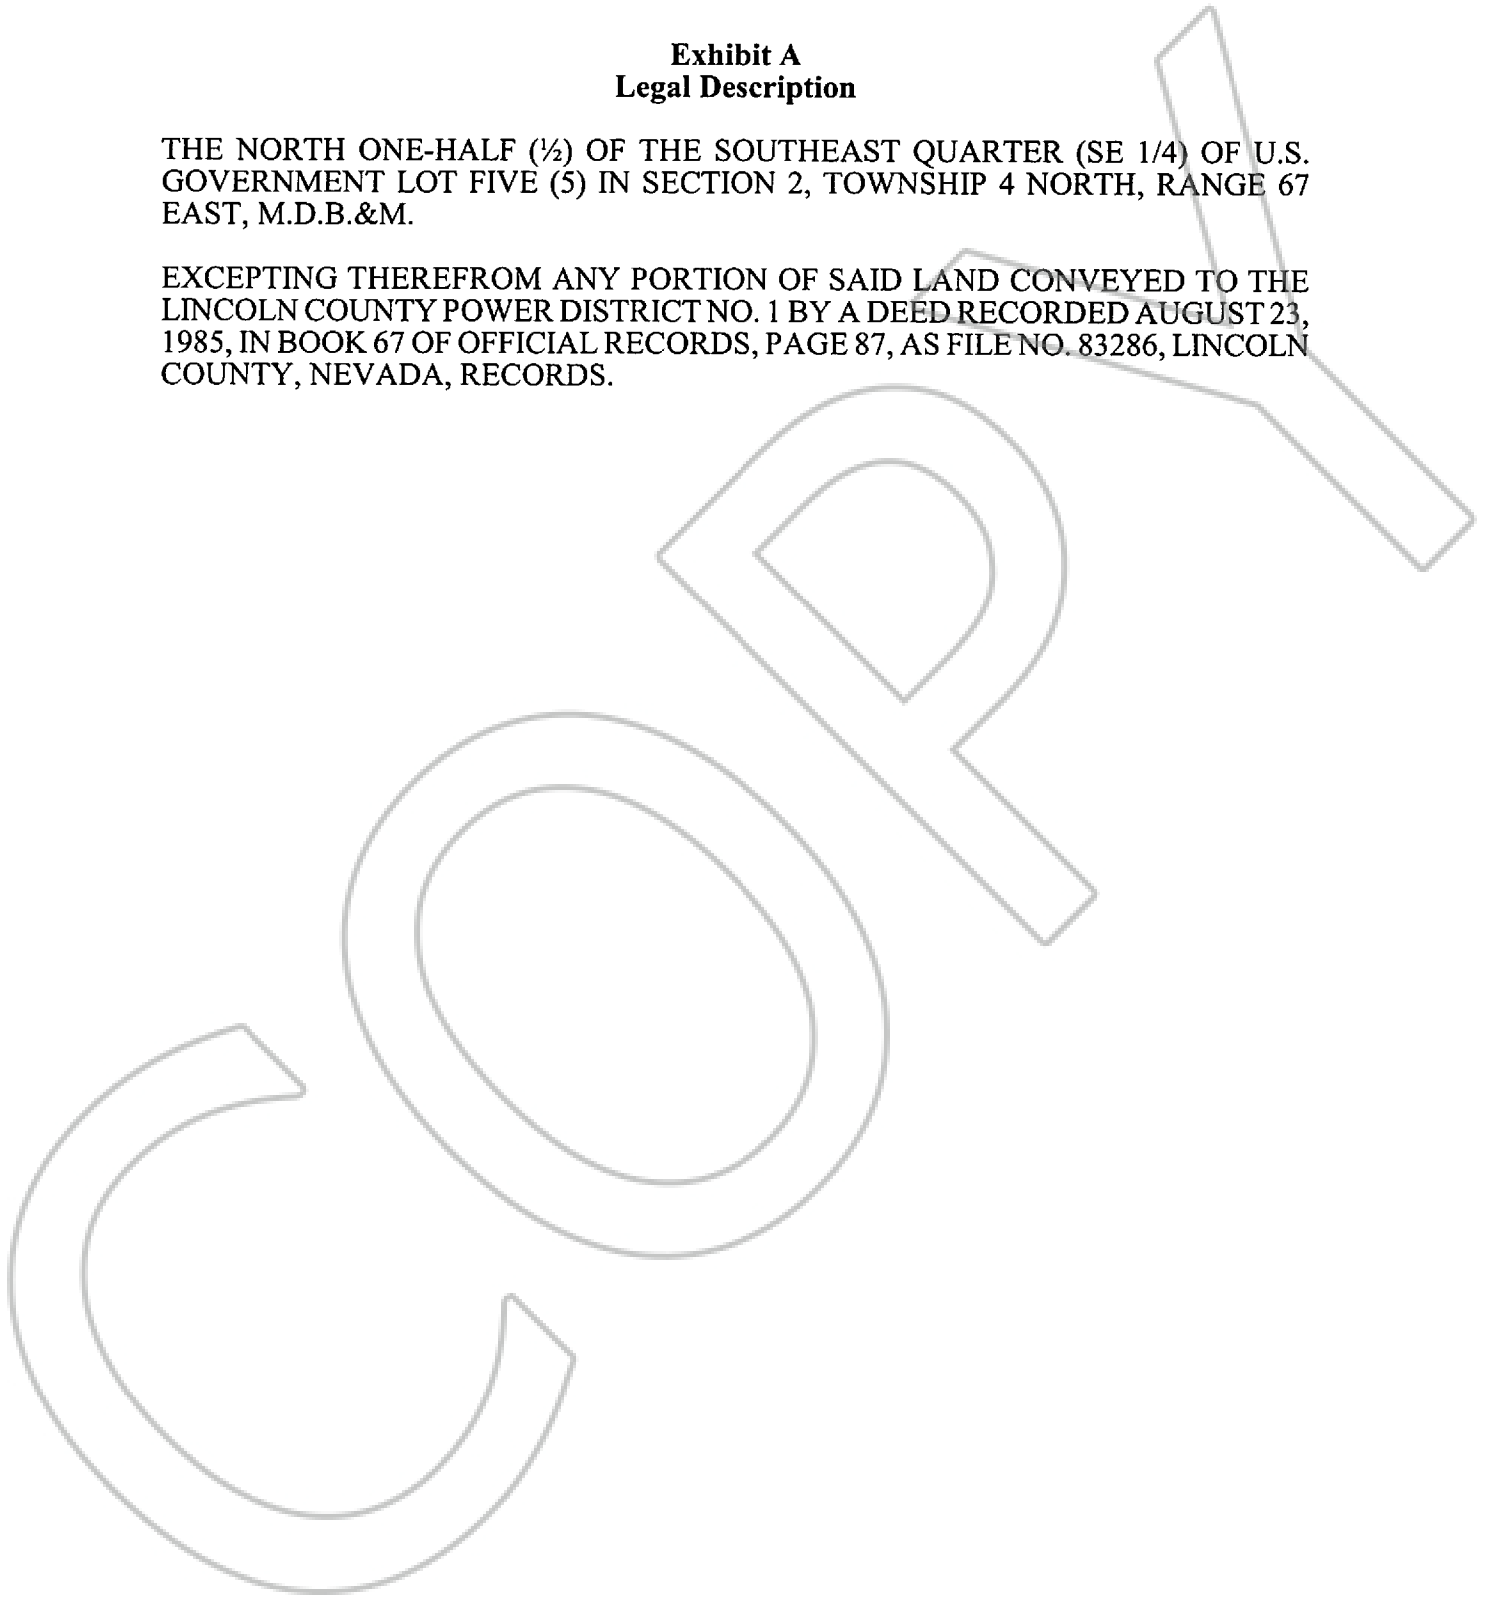 Exhibit A
Legal Description
THE NORTH ONE-HALF (½) OF THE SOUTHEAST QUARTER (SE 1/4) OF U.S.
GOVERNMENT LOT FIVE (5) IN SECTION 2, TOWNSHIP 4 NORTH, RANGE 67
EAST, M.D.B.&M.
EXCEPTING THEREFROM ANY PORTION OF SAID LAND CONVEYED TO THE
LINCOLN COUNTY POWER DISTRICT NO. 1 BY A DEED RECORDED AUGUST 23,
1985, IN BOOK 67 OF OFFICIAL RECORDS, PAGE 87, AS FILE NO. 83286, LINCOLN
COUNTY, NEVADA, RECORDS.
COPY